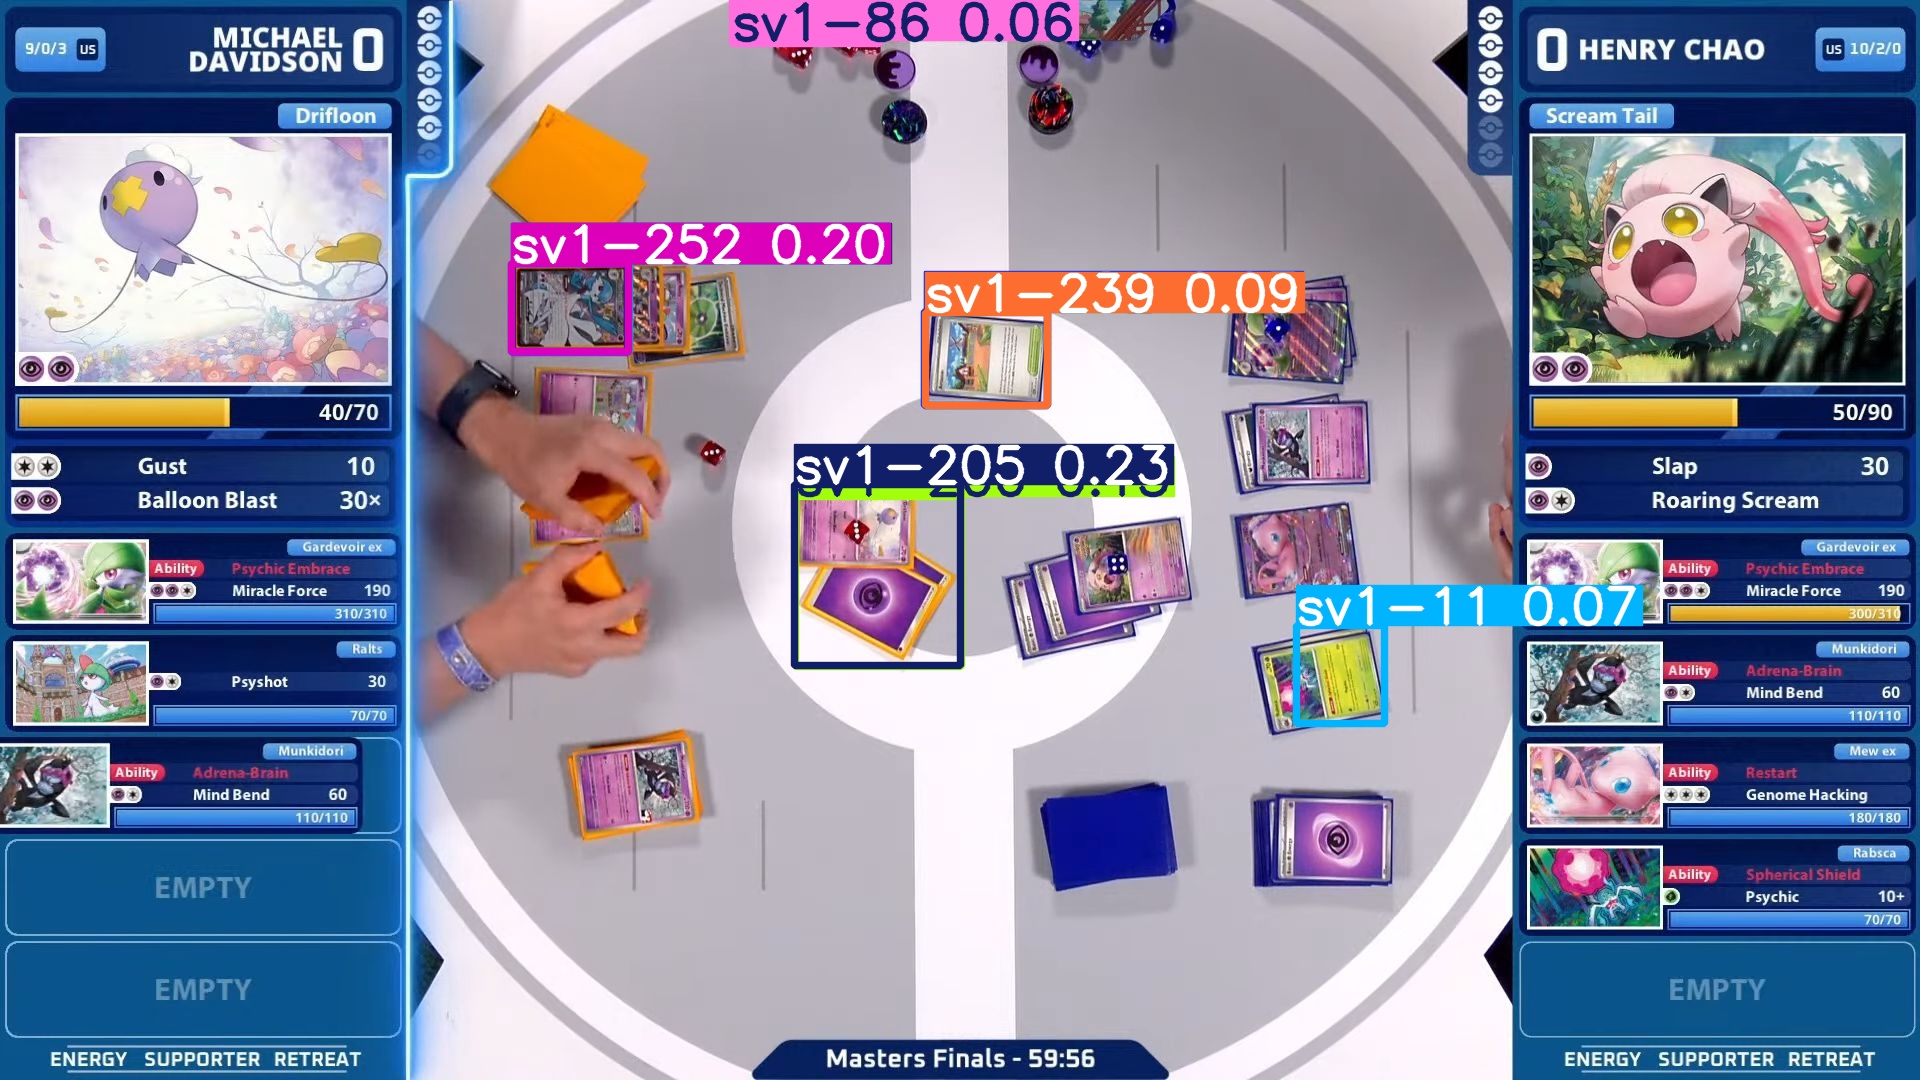 sv1-86 0.06
9/0/3 US
MICHAEL
DAVIDSON
0
0
HENRY CHAO
US 10/2/0
Drifloon
40/70
Gust 10
Balloon Blast 30×
Gardevoir ex
Ability Psychic Embrace
Miracle Force 190
310/310
Ralts
Psyshot 30
70/70
Munkidori
Ability Adrena-Brain
Mind Bend 60
110/110
EMPTY
EMPTY
ENERGY SUPPORTER RETREAT
sv1-252 0.20
sv1-239 0.09
sv1-205 0.23
sv1-11 0.07
Masters Finals - 59:56
Scream Tail
50/90
Slap 30
Roaring Scream
Gardevoir ex
Ability Psychic Embrace
Miracle Force 190
300/310
Munkidori
Ability Adrena-Brain
Mind Bend 60
110/110
Mew ex
Ability Restart
Genome Hacking
180/180
Rabsca
Ability Spherical Shield
Psychic 10+
70/70
EMPTY
ENERGY SUPPORTER RETREAT